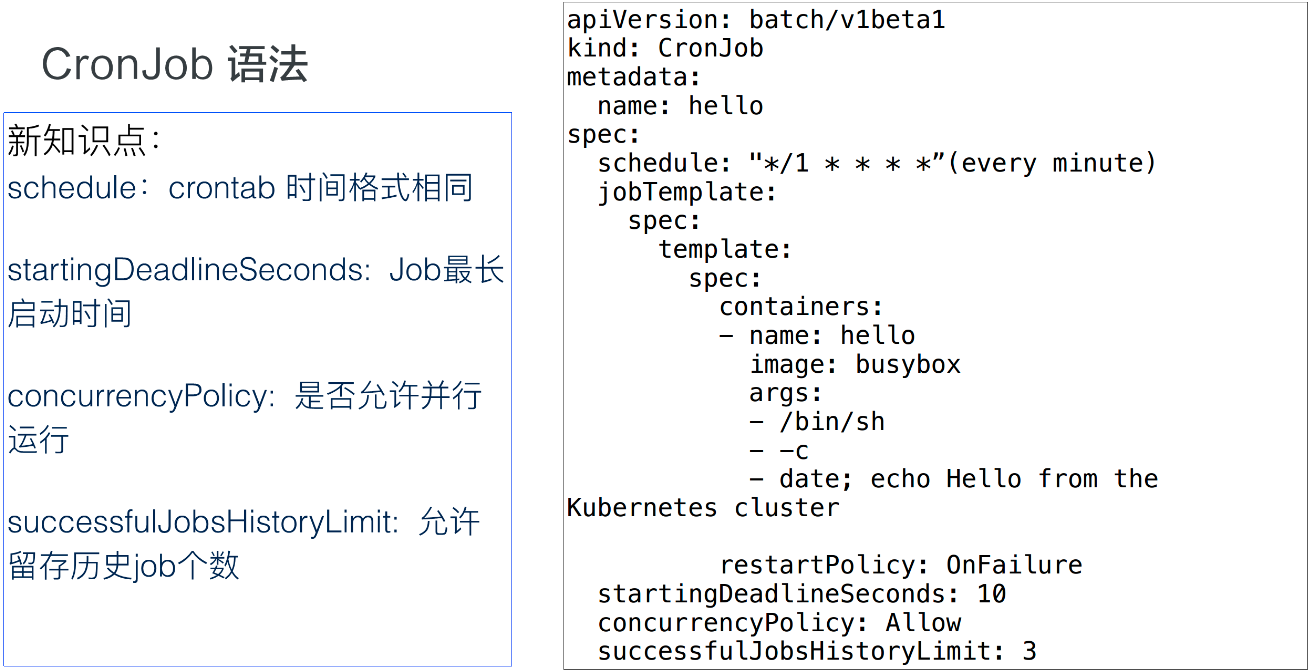 CronJob 语法
新知识点：
schedule：crontab 时间格式相同
startingDeadlineSeconds：Job最长
启动时间
concurrencyPolicy：是否允许并行
运行
successfulJobsHistoryLimit：允许
留存历史job个数
apiVersion: batch/v1beta1
kind: CronJob
metadata:
  name: hello
spec:
  schedule: "*/1 * * * *”(every minute)
  jobTemplate:
    spec:
      template:
        spec:
          containers:
          - name: hello
            image: busybox
            args:
            - /bin/sh
            - -c
            - date; echo Hello from the
Kubernetes cluster
          restartPolicy: OnFailure
  startingDeadlineSeconds: 10
  concurrencyPolicy: Allow
  successfulJobsHistoryLimit: 3